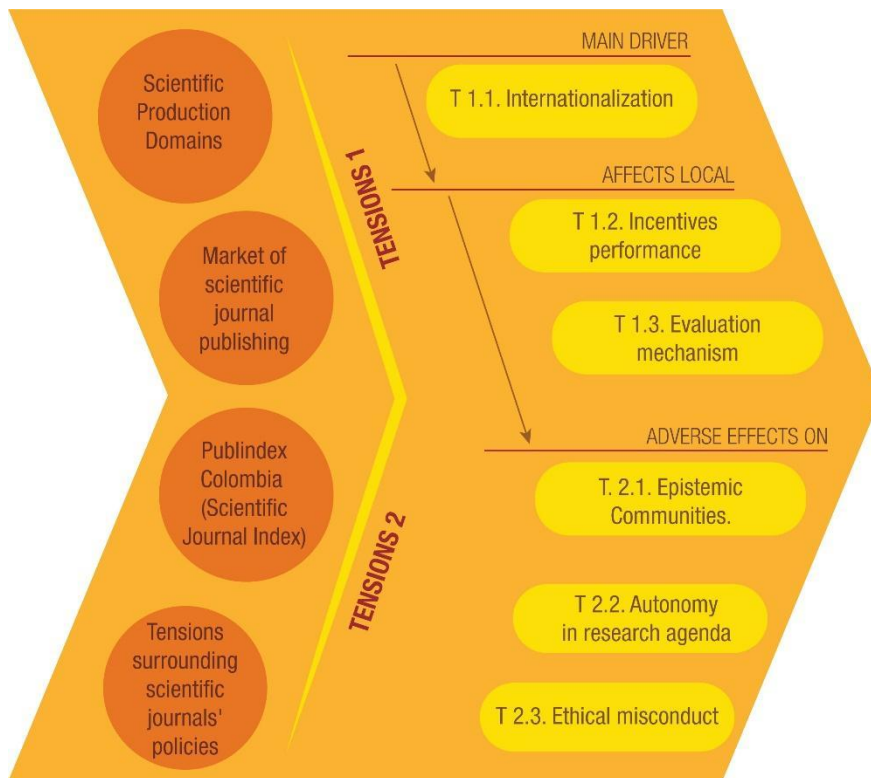 Scientific
Production
Domains
Market of
scientific
journal
publishing
Publindex
Colombia
(Scientific
Journal Index)
Tensions
surrounding
scientific
journals'
policies
TENSIONS 1
TENSIONS 2
MAIN DRIVER
T 1.1. Internationalization
AFFECTS LOCAL
T 1.2. Incentives
performance
T 1.3. Evaluation
mechanism
ADVERSE EFFECTS ON
T. 2.1. Epistemic
Communities.
T 2.2. Autonomy
in research agenda
T 2.3. Ethical misconduct